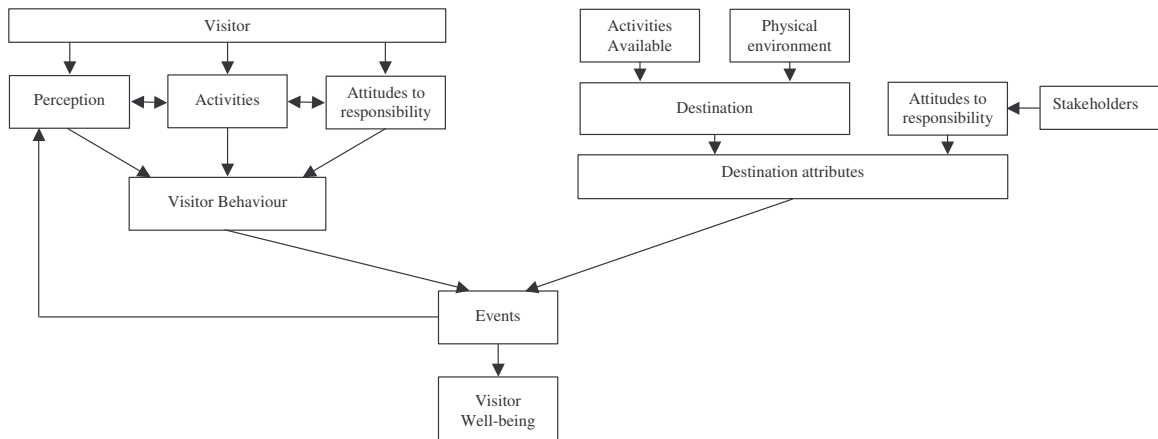 Visitor
Activities
Available
Physical
environment
Perception
Activities
Attitudes to
responsibility
Destination
Attitudes to
responsibility
Stakeholders
Visitor Behaviour
Destination attributes
Events
Visitor
Well-being